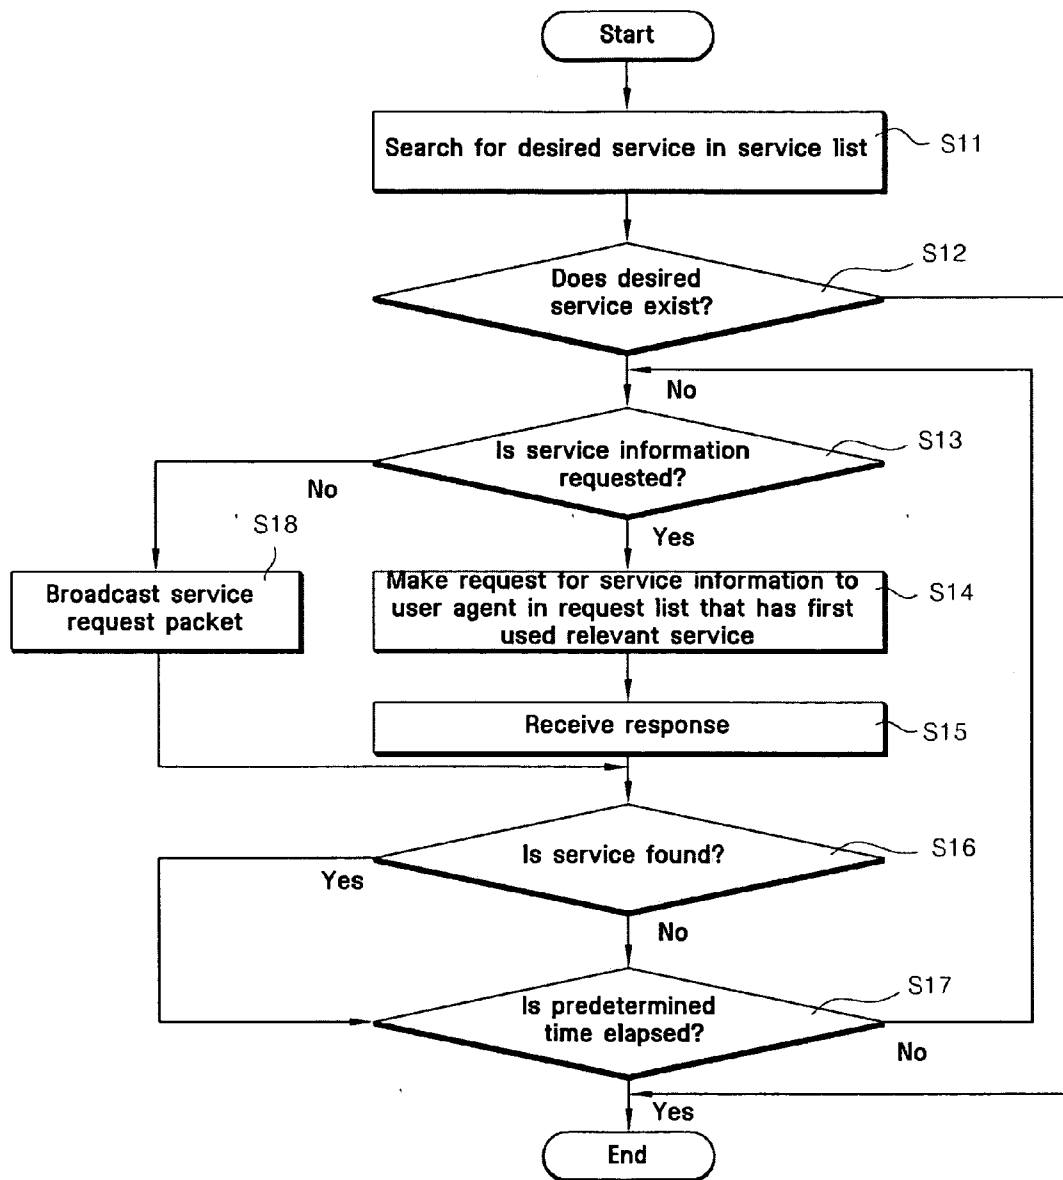 Start
Search for desired service in service list
S11
Does desired
service exist?
S12
No
Is service information
requested?
S13
No
Yes
S18
Broadcast service
request packet
Make request for service information to
user agent in request list that has first
used relevant service
S14
Receive response
S15
Is service found?
S16
Yes
No
Is predetermined
time elapsed?
S17
No
Yes
End